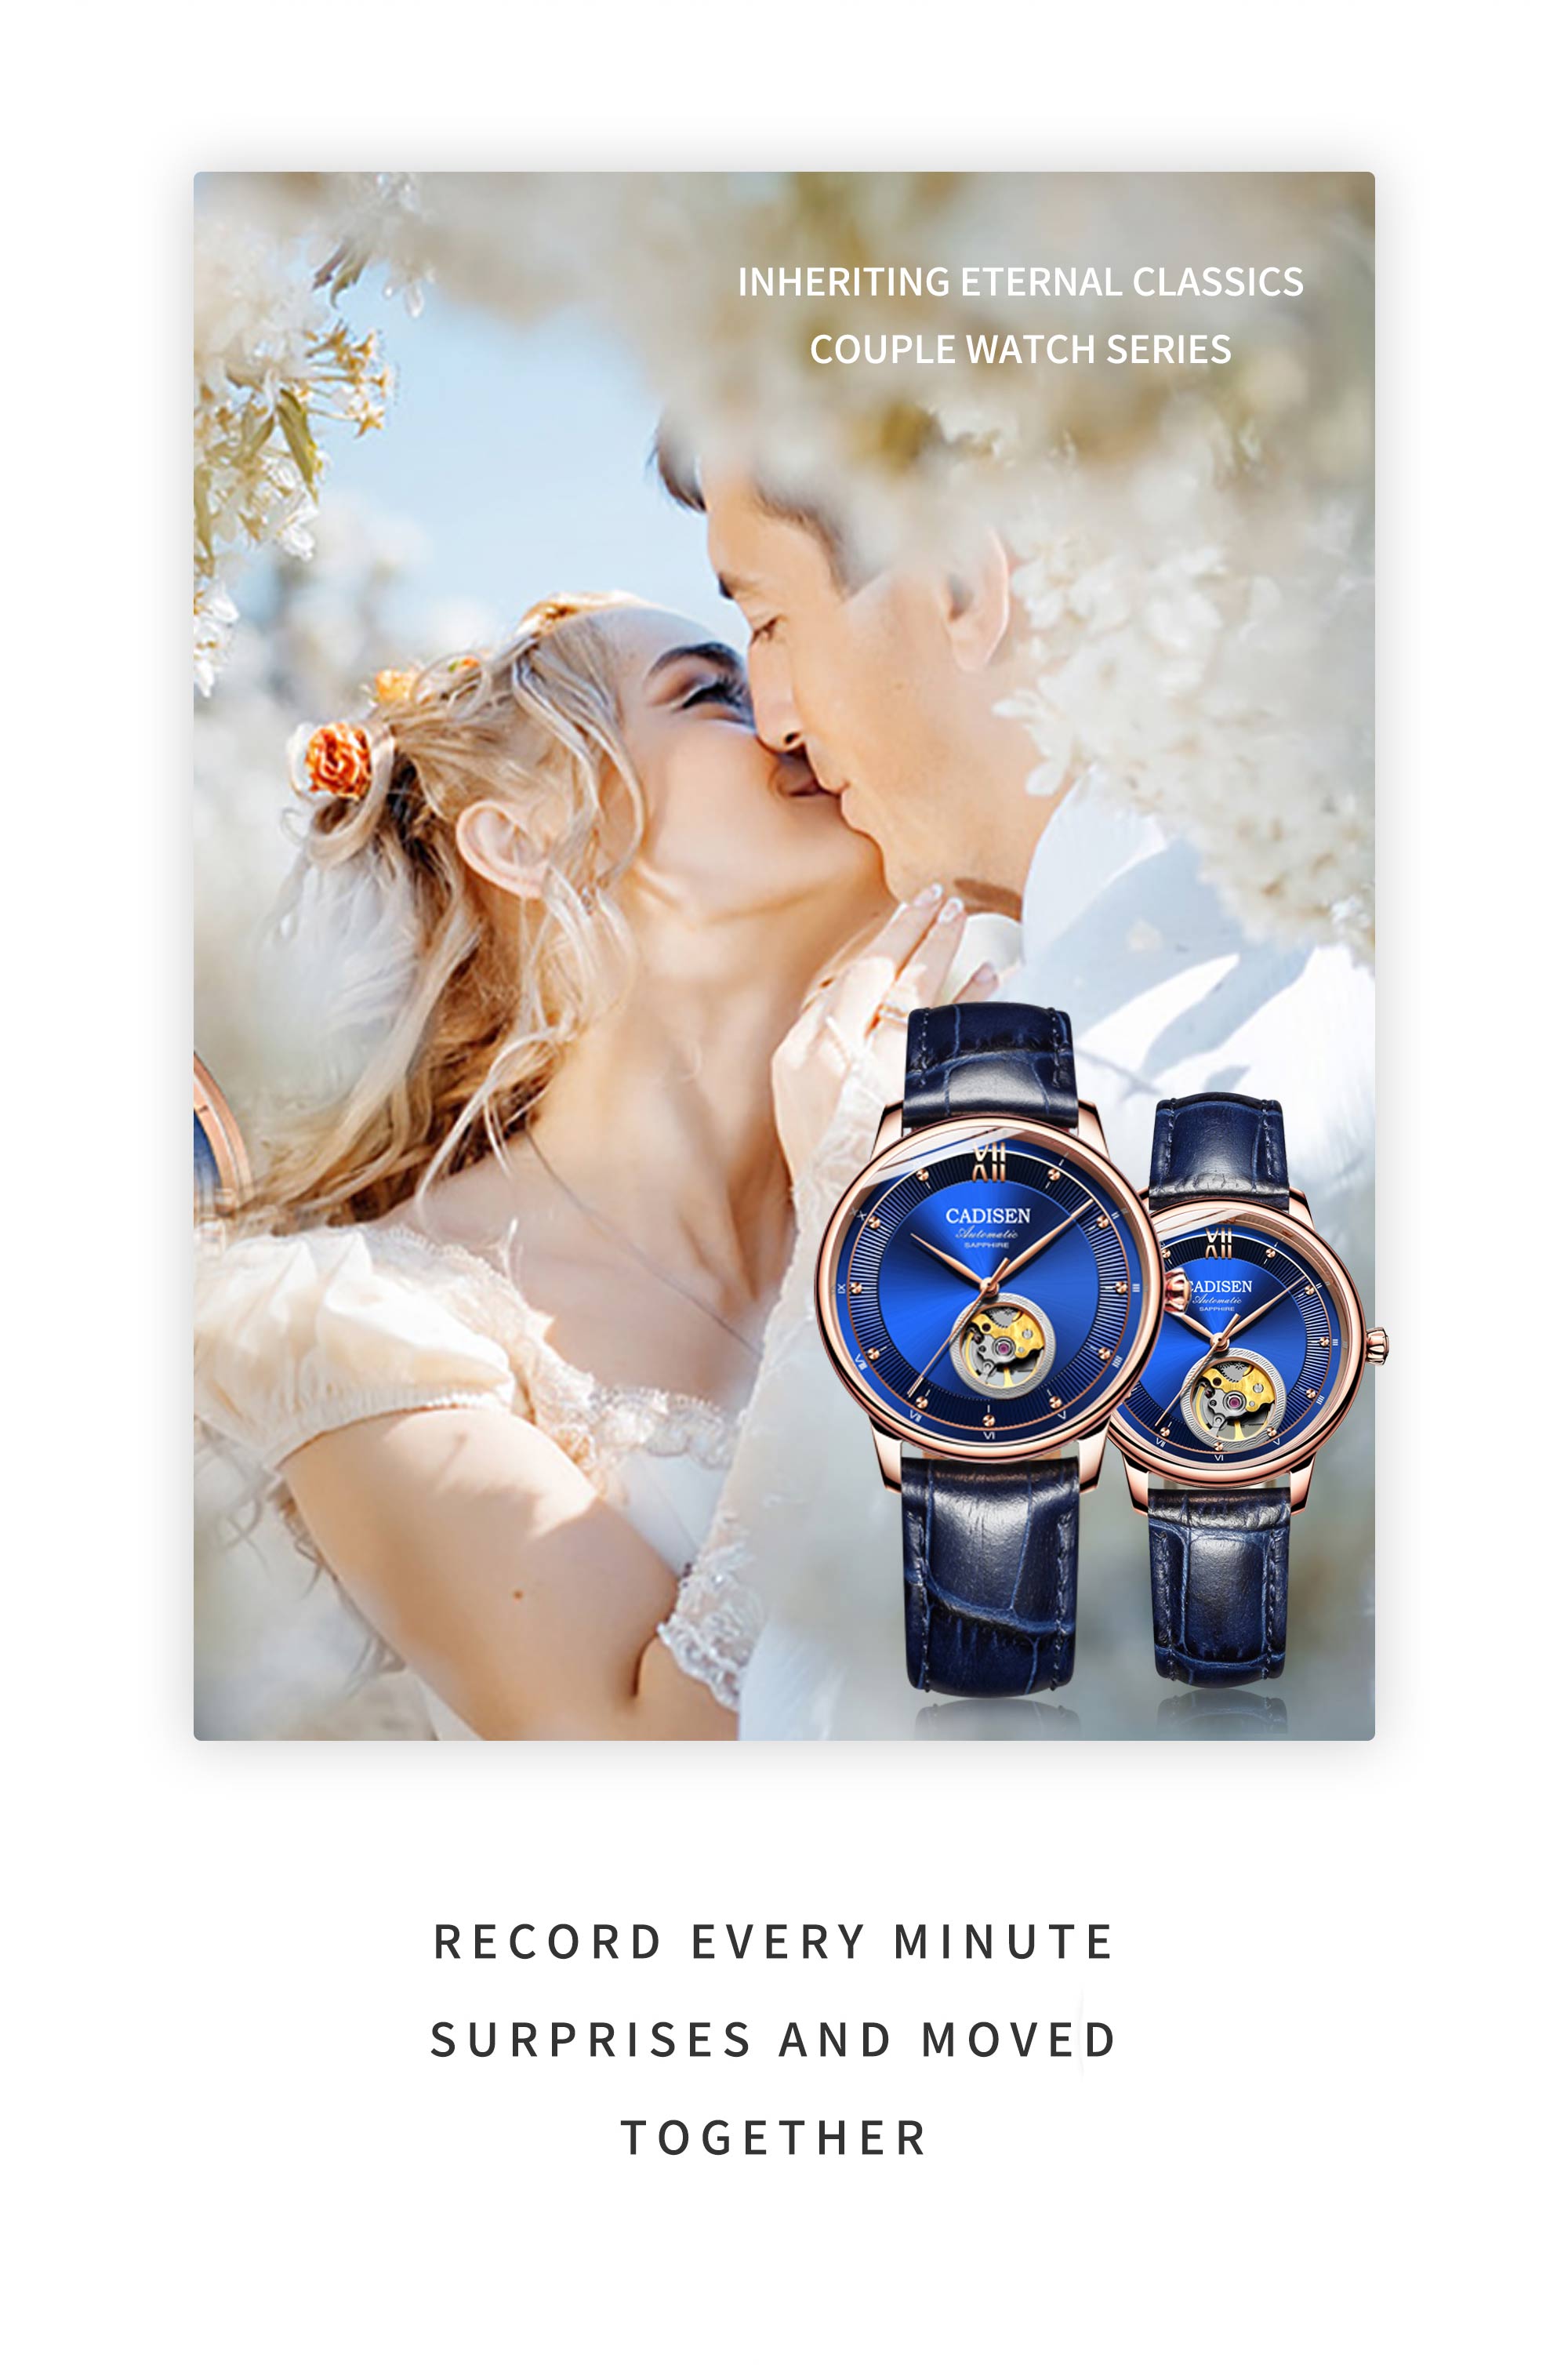 INHERITING ETERNAL CLASSICS
COUPLE WATCH SERIES
CADISEN
Automatic
SAPPHIRE
CADISEN
Automatic
SAPPHIRE
RECORD EVERY MINUTE
SURPRISES AND MOVED
TOGETHER